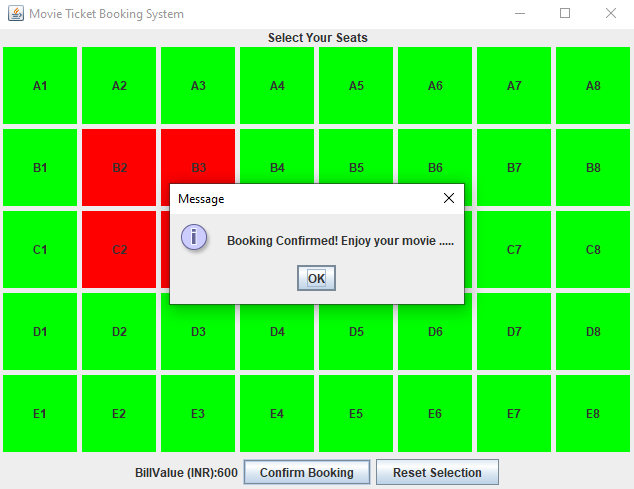 Movie Ticket Booking System
Select Your Seats
A1 A2 A3 A4 A5 A6 A7 A8
B1 B2 B3 B4 B5 B6 B7 B8
Message
Booking Confirmed! Enjoy your movie .....
OK
C1 C2 C7 C8
D1 D2 D3 D4 D5 D6 D7 D8
E1 E2 E3 E4 E5 E6 E7 E8
BillValue (INR):600 Confirm Booking Reset Selection